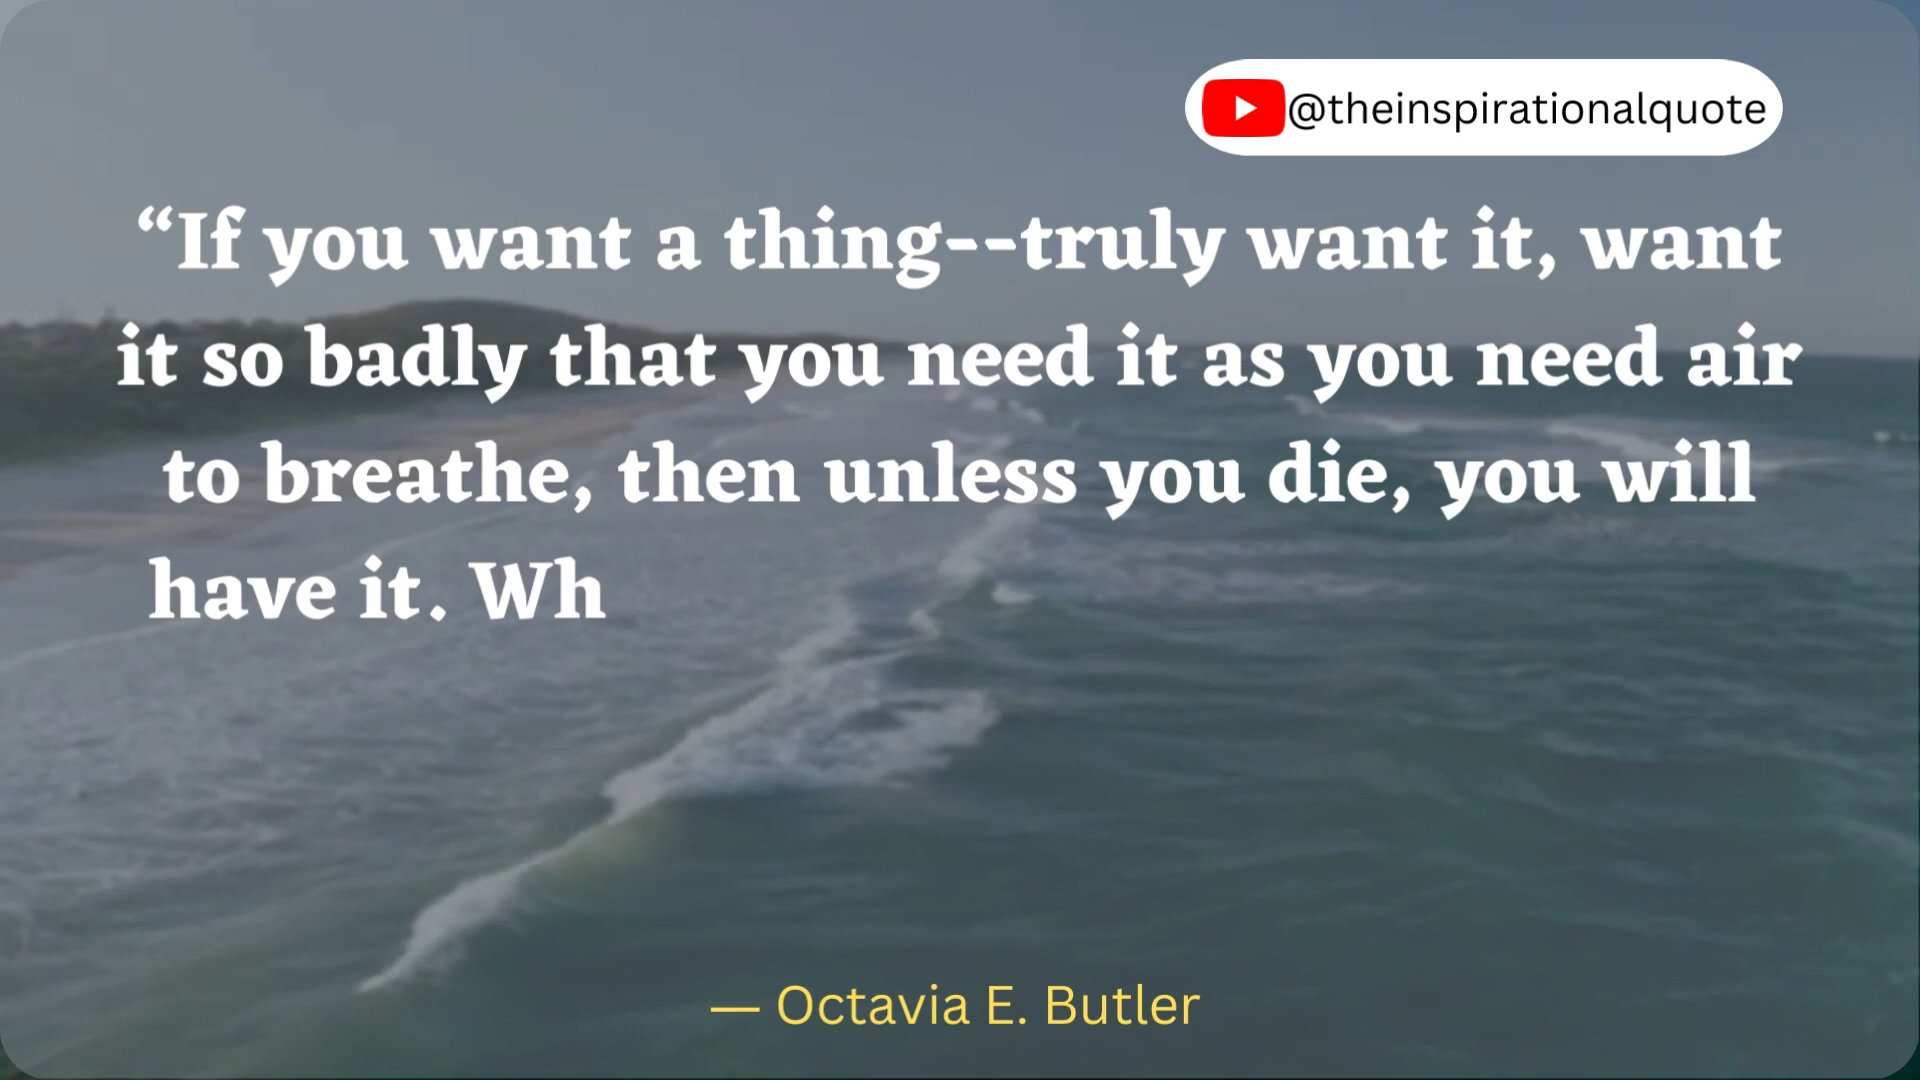 @theinspirationalquote
“If you want a thing--truly want it, want
it so badly that you need it as you need air
to breathe, then unless you die, you will
have it. Wh
— Octavia E. Butler